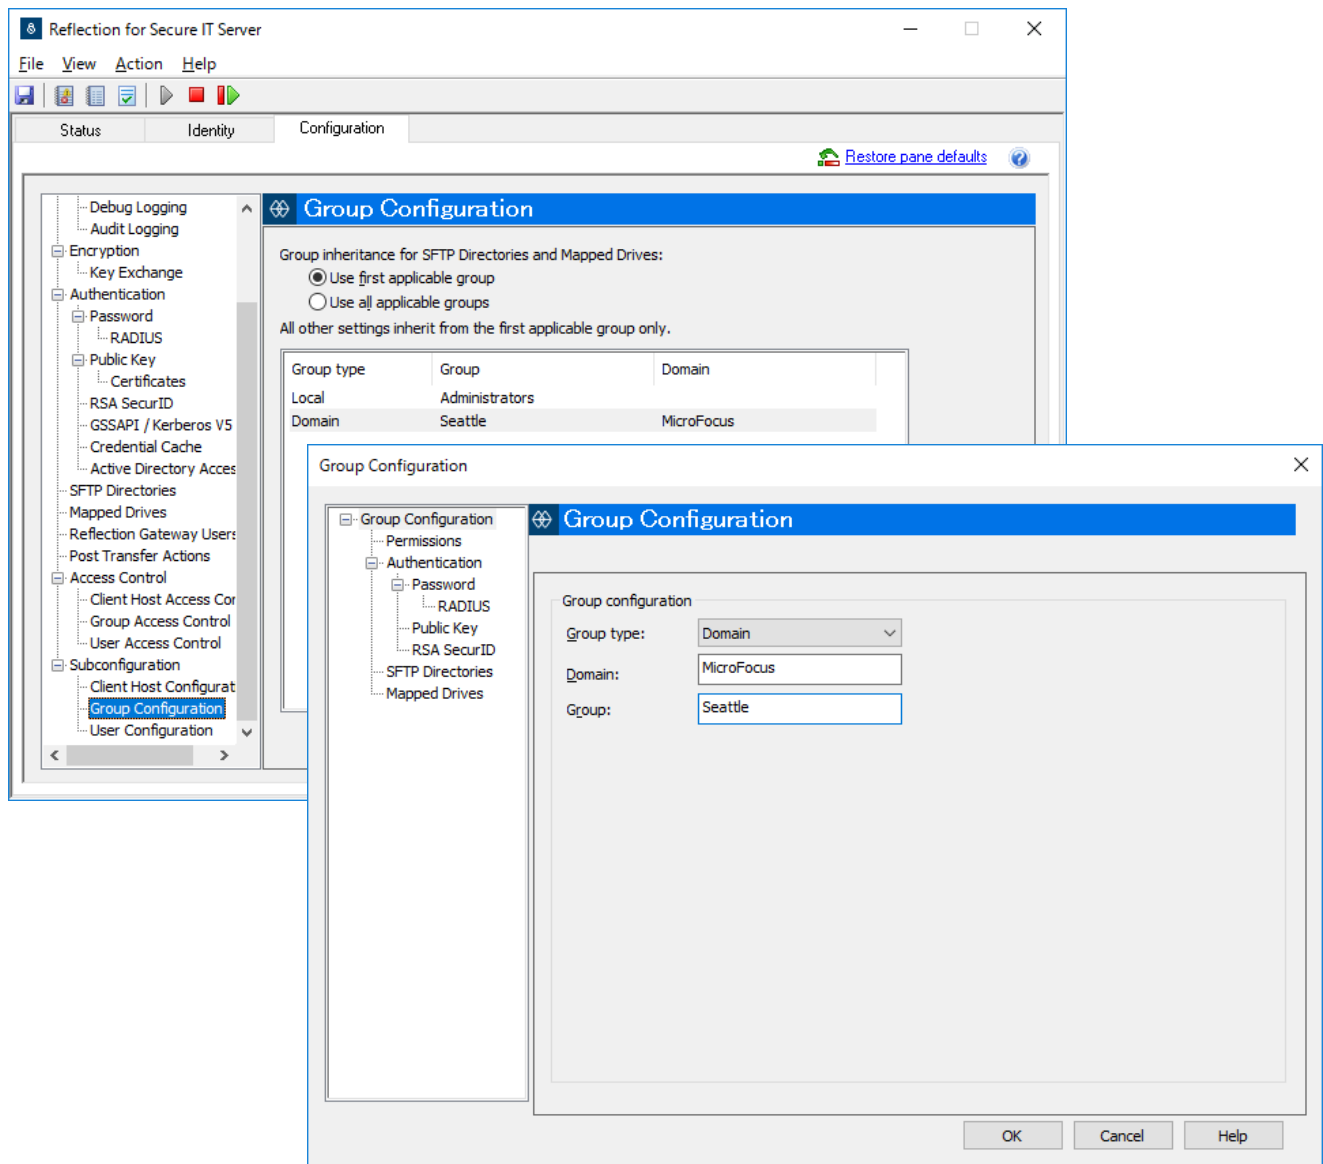 Reflection for Secure IT Server
File View Action Help
Status Identity Configuration
Restore pane defaults
Debug Logging
Audit Logging
Encryption
Key Exchange
Authentication
Password
RADIUS
Public Key
Certificates
RSA SecurID
GSSAPI / Kerberos V5
Credential Cache
Active Directory Acces
SFTP Directories
Mapped Drives
Reflection Gateway Users
Post Transfer Actions
Access Control
Client Host Access Cor
Group Access Control
User Access Control
Subconfiguration
Client Host Configurat
Group Configuration
User Configuration
Group Configuration
Group inheritance for SFTP Directories and Mapped Drives:
Use first applicable group
Use all applicable groups
All other settings inherit from the first applicable group only.
Group type Group Domain
Local Administrators
Domain Seattle MicroFocus
Group Configuration
Group Configuration
Permissions
Authentication
Password
RADIUS
Public Key
RSA SecurID
SFTP Directories
Mapped Drives
Group Configuration
Group configuration
Group type: Domain
Domain: MicroFocus
Group: Seattle
OK Cancel Help